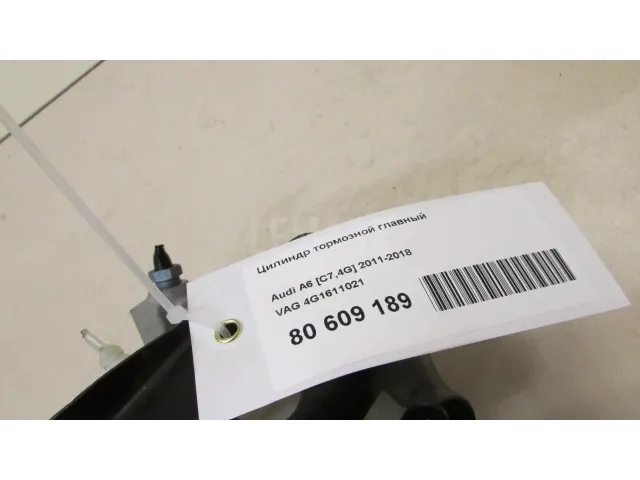 Цилиндр тормозной главный
Audi A6 [C7,4G] 2011-2018
VAG 4G1611021
80 609 189